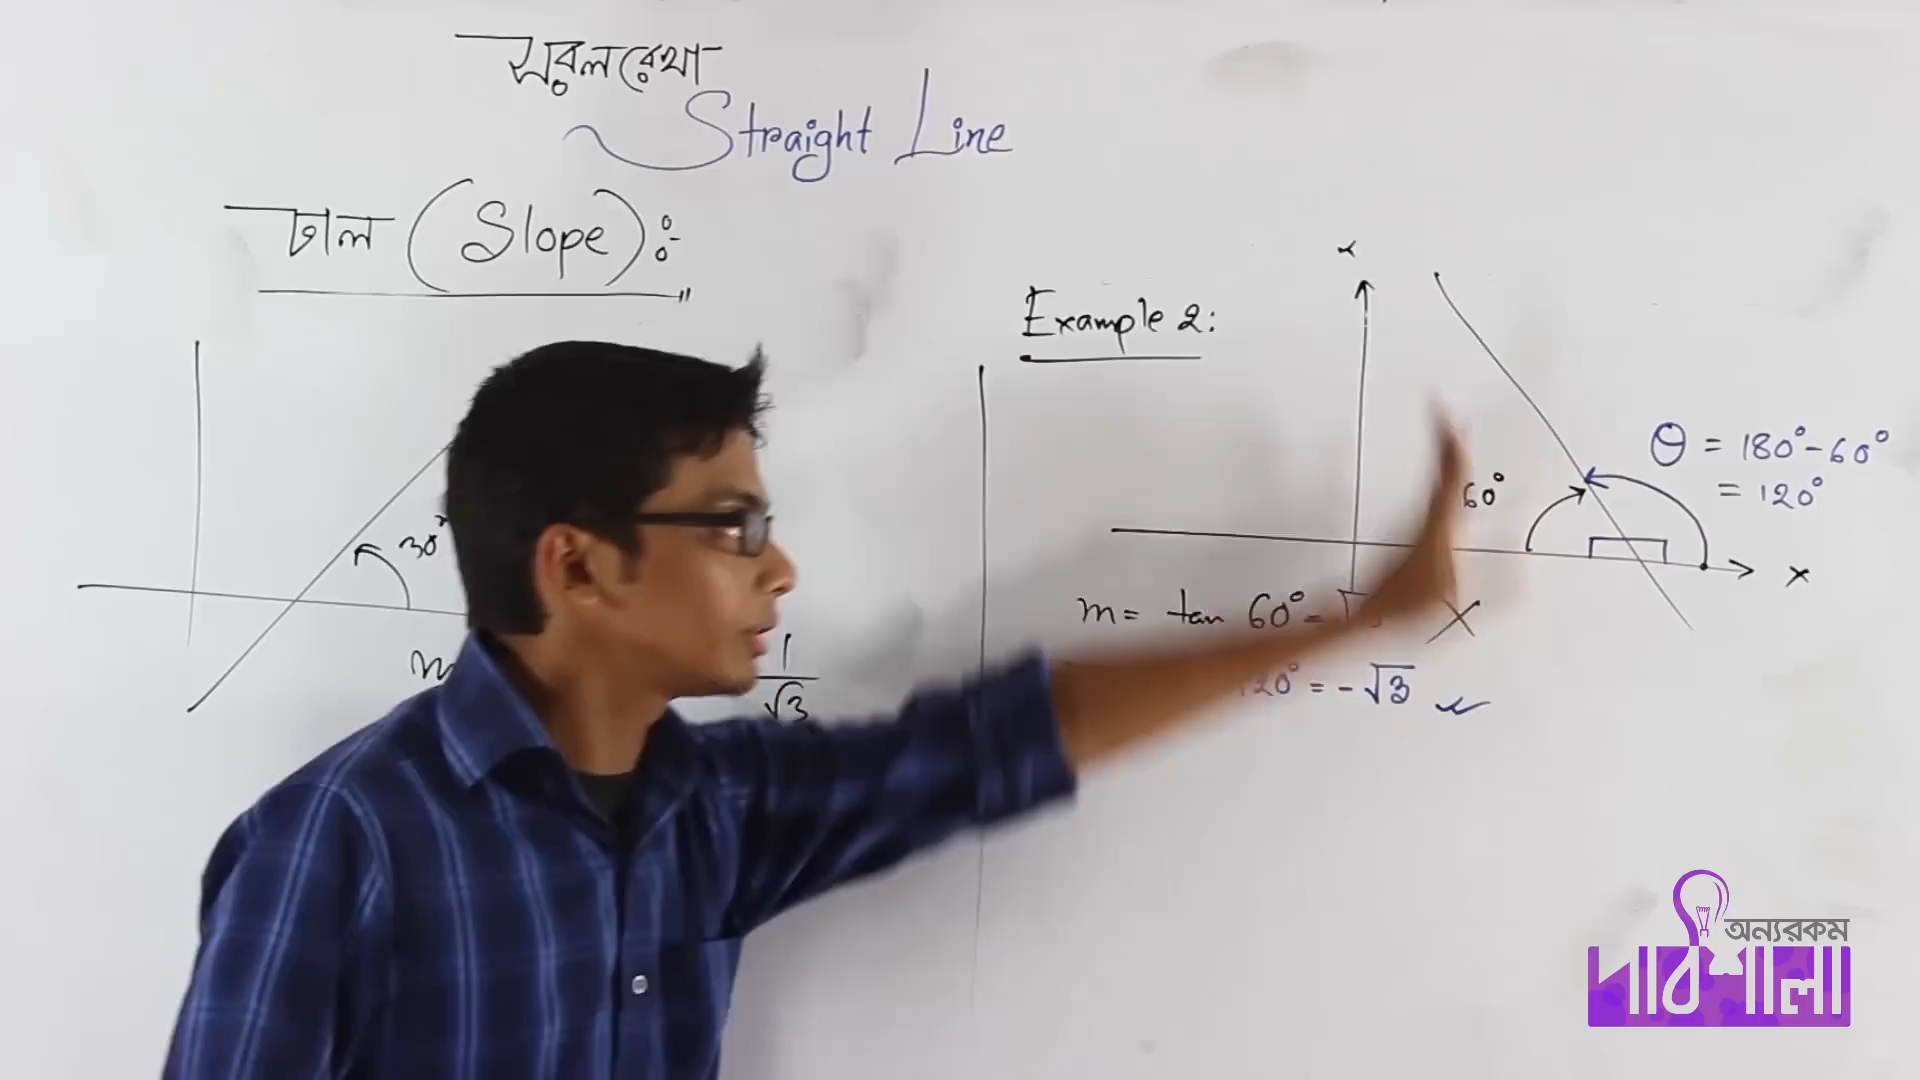 সরলরেখা
Straight Line
ঢাল (Slope):-
30°
m
1
√3
Example 2:
60°
θ = 180° - 60°
= 120°
x
m = tan 60° =
120° = -√3
অন্যরকম
পাঠশালা